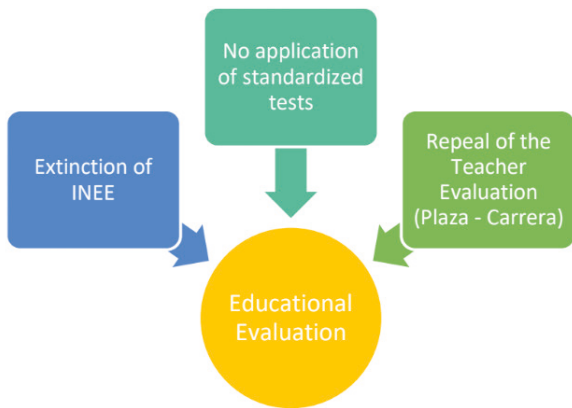 No application
of standardized
tests
Extinction of
INEE
Repeal of the
Teacher
Evaluation
(Plaza - Carrera)
Educational
Evaluation